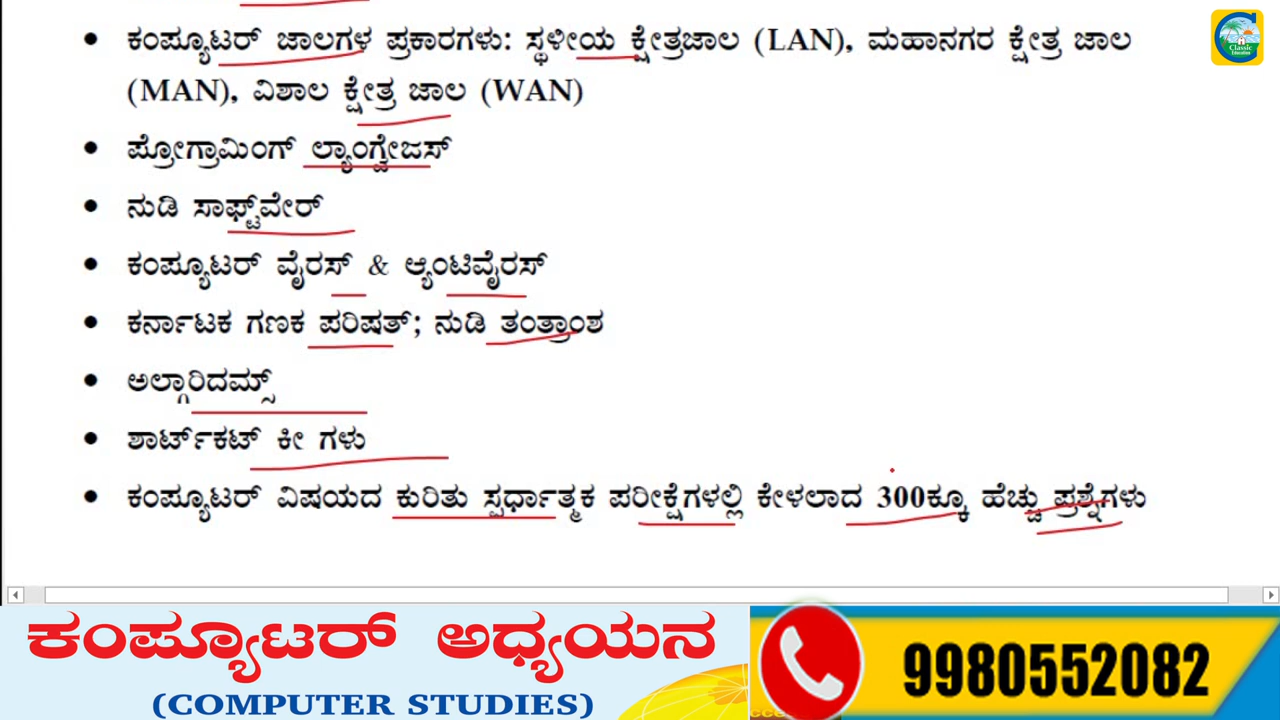 ಕಂಪ್ಯೂಟರ್ ಜಾಲಗಳ ಪ್ರಕಾರಗಳು: ಸ್ಥಳೀಯ ಕ್ಷೇತ್ರಜಾಲ (LAN), ಮಹಾನಗರ ಕ್ಷೇತ್ರ ಜಾಲ
(MAN), ವಿಶಾಲ ಕ್ಷೇತ್ರ ಜಾಲ (WAN)
ಪ್ರೋಗ್ರಾಮಿಂಗ್ ಲ್ಯಾಂಗ್ವೇಜಸ್
ನುಡಿ ಸಾಫ್ಟ್‌ವೇರ್
ಕಂಪ್ಯೂಟರ್ ವೈರಸ್ & ಆ್ಯಂಟಿವೈರಸ್
ಕರ್ನಾಟಕ ಗಣಕ ಪರಿಷತ್; ನುಡಿ ತಂತ್ರಾಂಶ
ಅಲ್ಗಾರಿದಮ್ಸ್
ಶಾರ್ಟ್‌ಕಟ್ ಕೀ ಗಳು
ಕಂಪ್ಯೂಟರ್ ವಿಷಯದ ಕುರಿತು ಸ್ಪರ್ಧಾತ್ಮಕ ಪರೀಕ್ಷೆಗಳಲ್ಲಿ ಕೇಳಲಾದ 300ಕ್ಕೂ ಹೆಚ್ಚು ಪ್ರಶ್ನೆಗಳು
ಕಂಪ್ಯೂಟರ್ ಅಧ್ಯಯನ
(COMPUTER STUDIES)
9980552082
Classic
Education